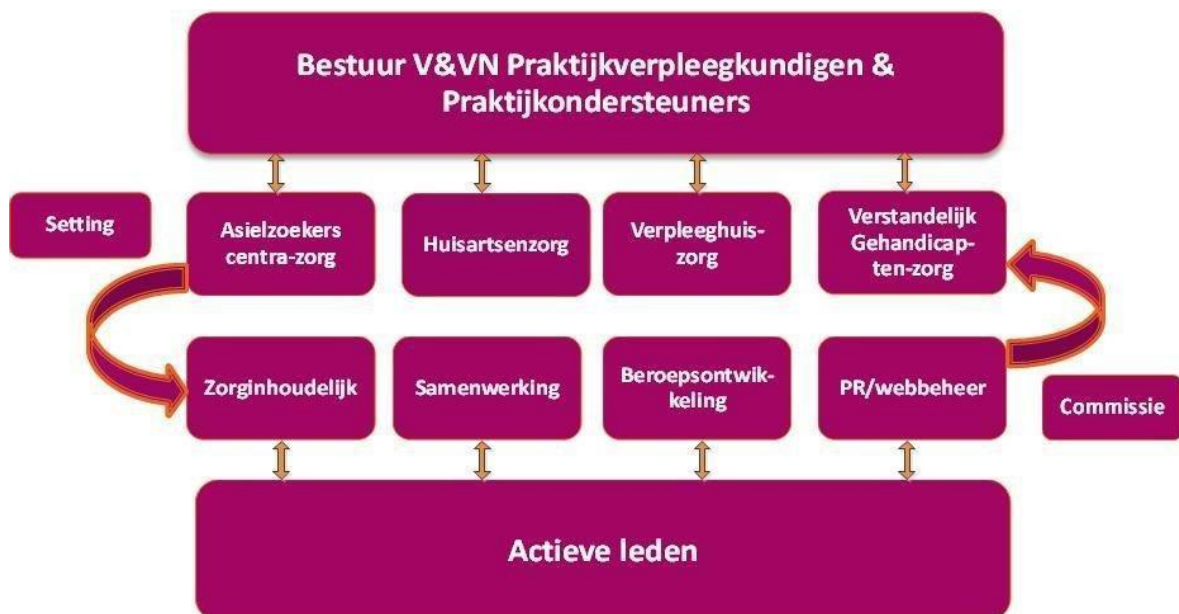 Bestuur V&VN Praktijkverpleegkundigen &
Praktijkondersteuners
Setting
Asielzoekers
centra-zorg
Huisartsenzorg
Verpleeghuis-
zorg
Verstandelijk
Gehandicap-
ten-zorg
Zorginhoudelijk
Samenwerking
Beroepsontwik-
keling
PR/webbeheer
Commissie
Actieve leden